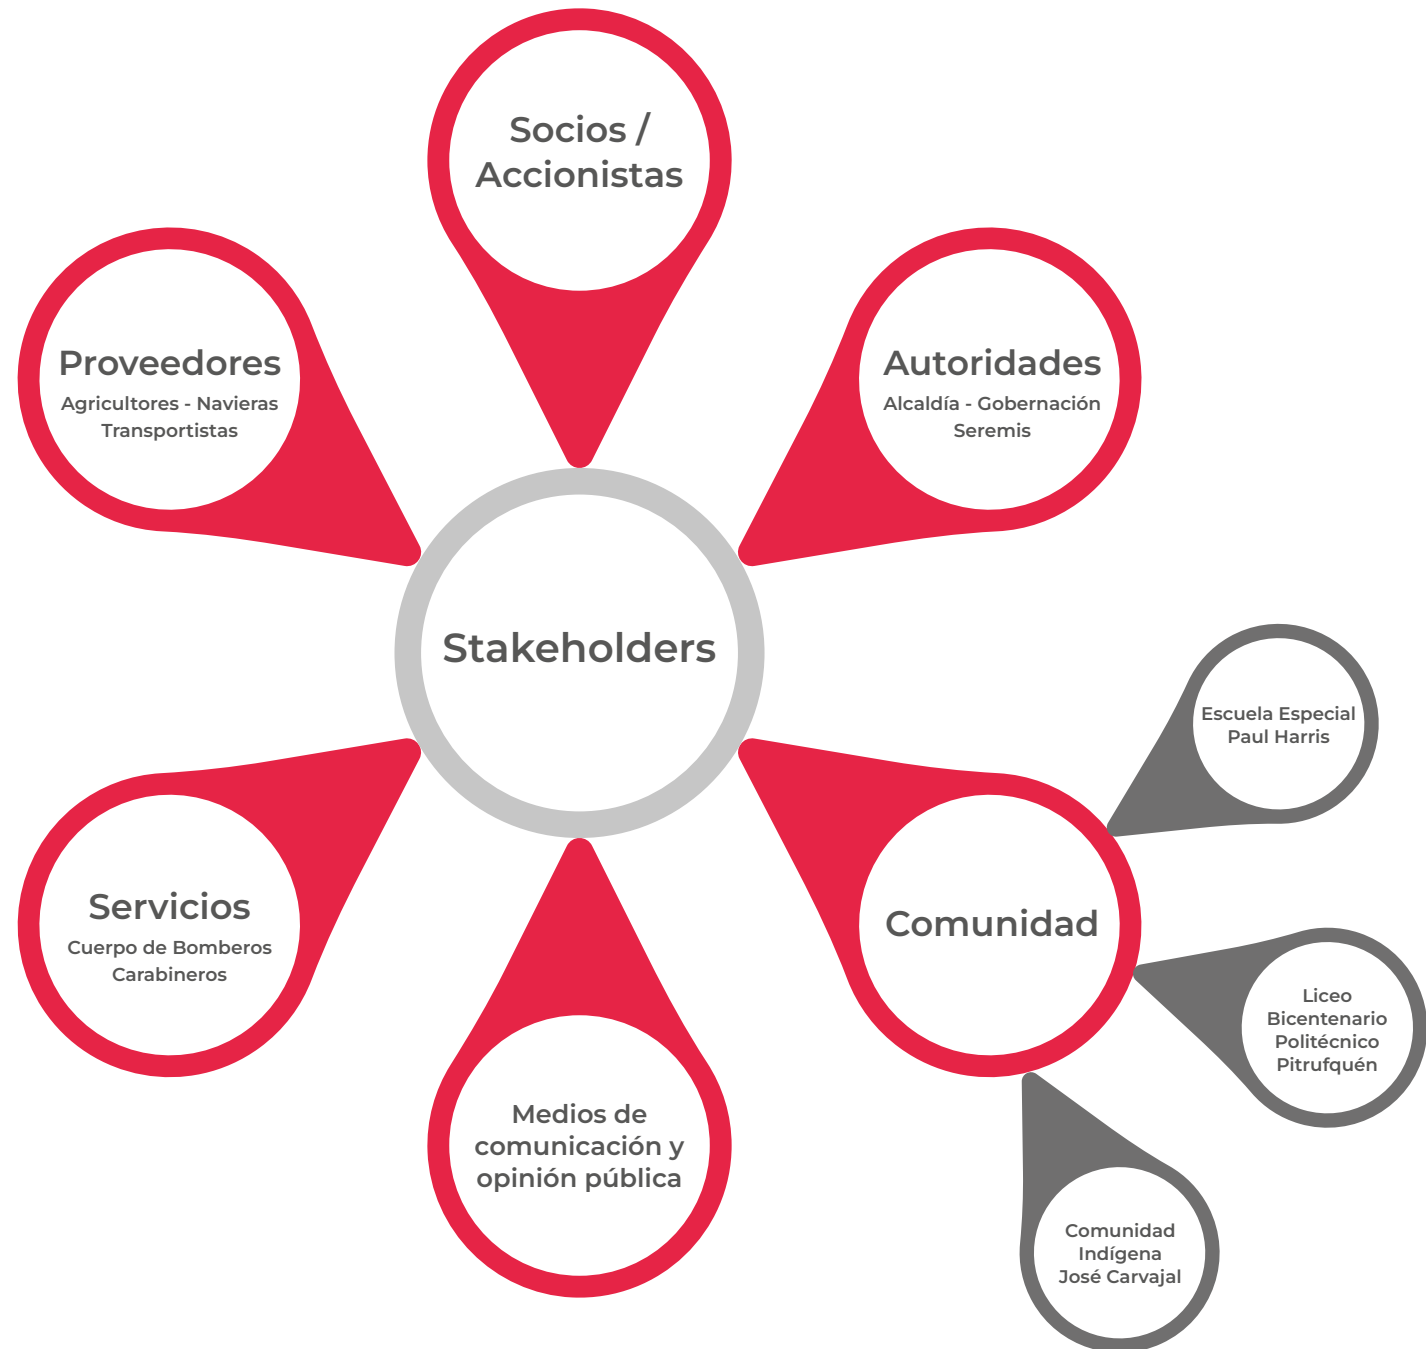 Socios /
Accionistas
Proveedores
Agricultores - Navieras
Transportistas
Autoridades
Alcaldía - Gobernación
Seremis
Stakeholders
Escuela Especial
Paul Harris
Servicios
Cuerpo de Bomberos
Carabineros
Comunidad
Liceo
Bicentenario
Politécnico
Pitrufquén
Medios de
comunicación y
opinión pública
Comunidad
Indígena
José Carvajal